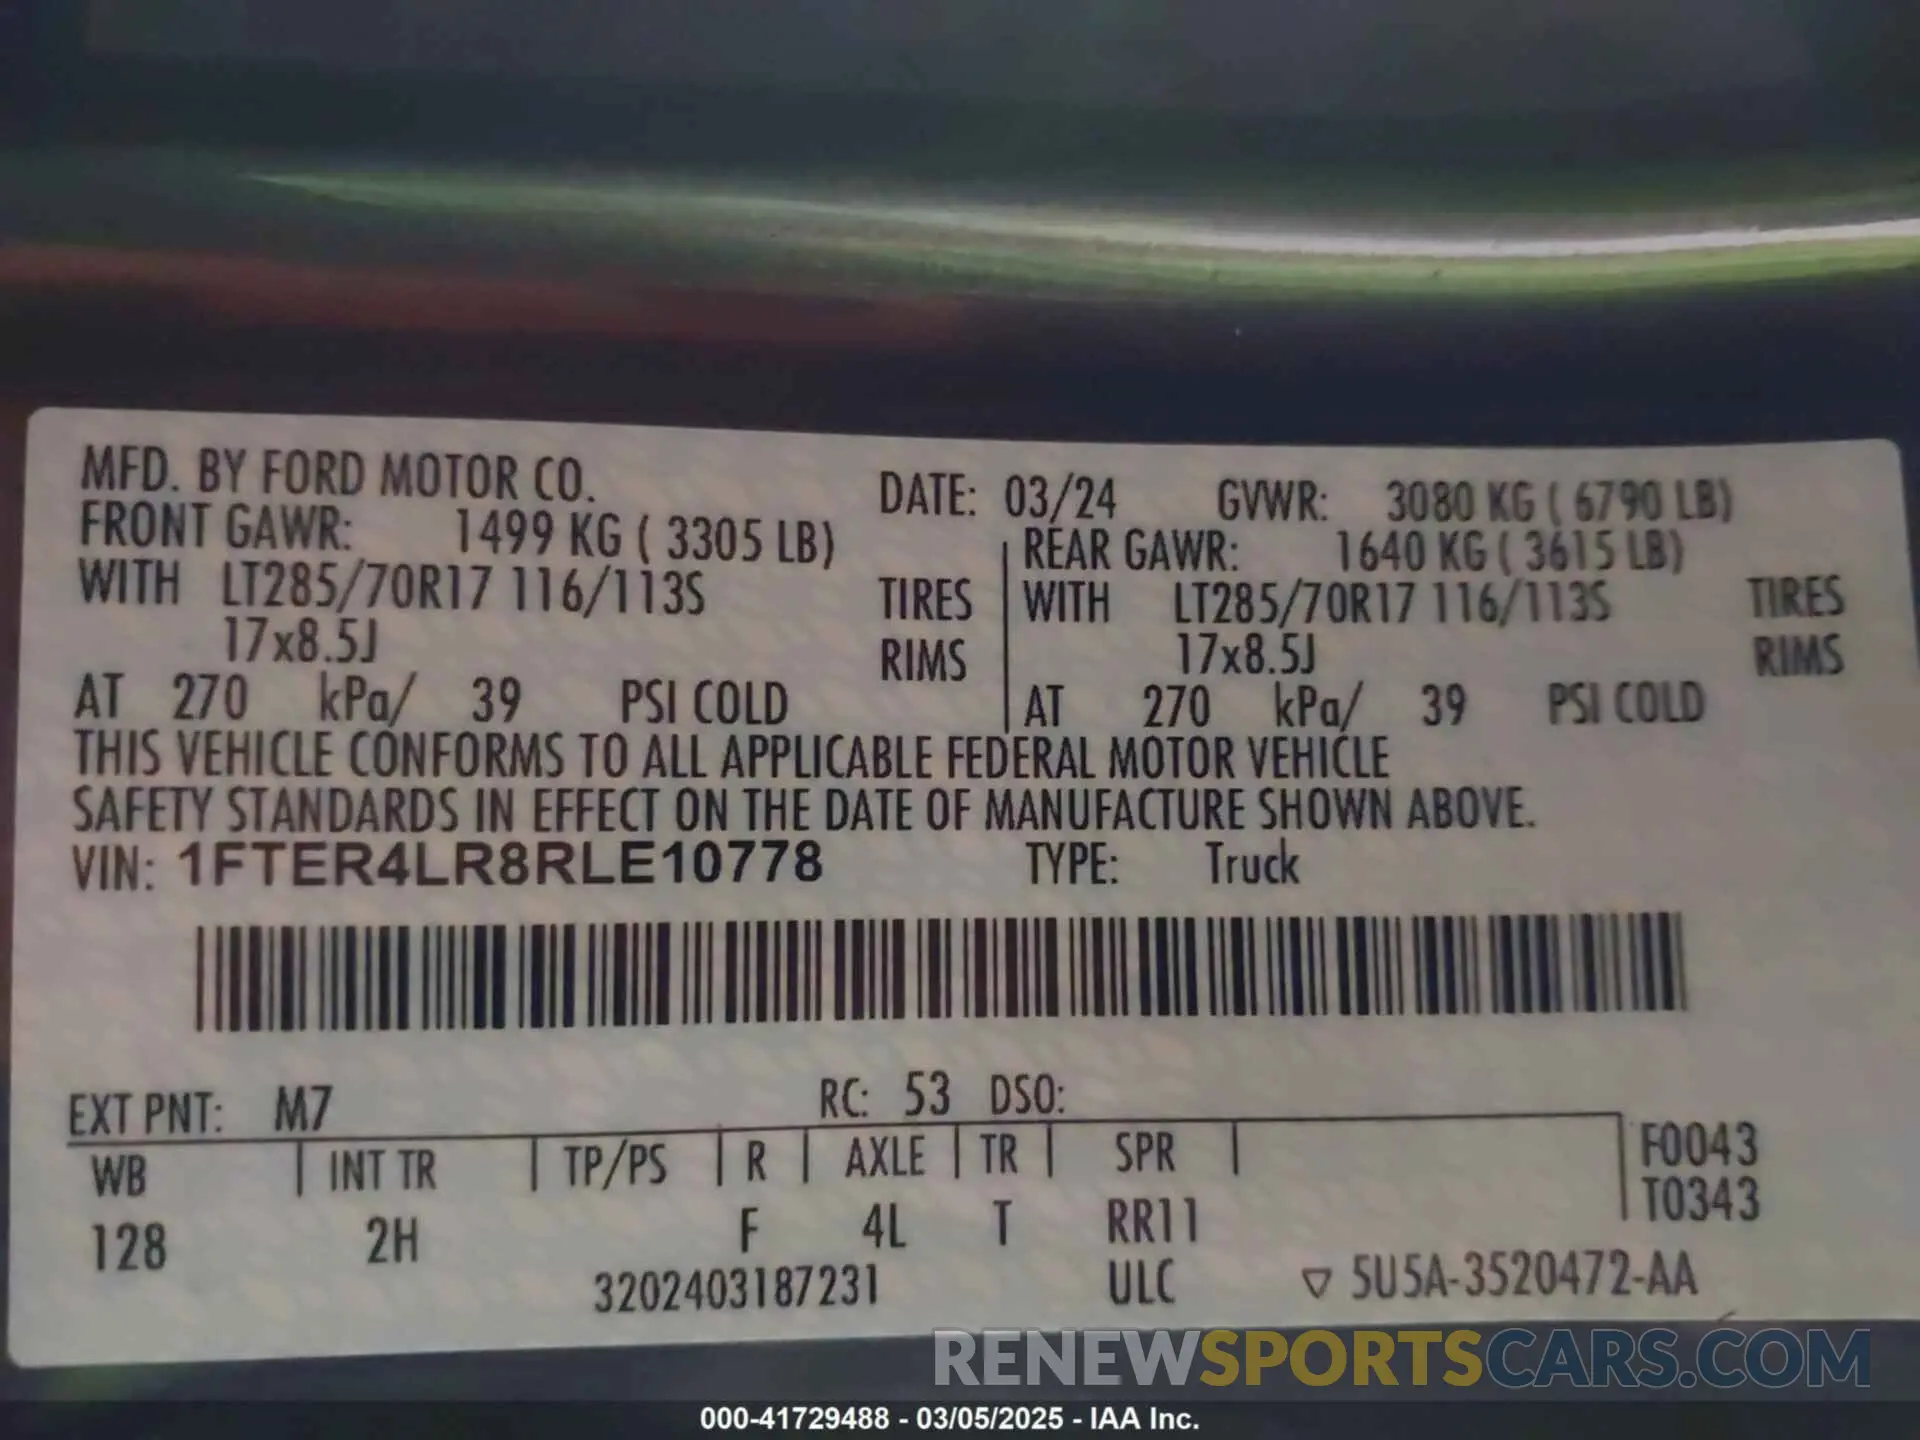 MFD. BY FORD MOTOR CO. DATE: 03/24 GVWR: 3080 KG ( 6790 LB)
FRONT GAWR: 1499 KG ( 3305 LB) REAR GAWR: 1640 KG ( 3615 LB)
WITH LT285/70R17 116/113S TIRES WITH LT285/70R17 116/113S TIRES
17x8.5J RIMS 17x8.5J RIMS
AT 270 kPa/ 39 PSI COLD AT 270 kPa/ 39 PSI COLD
THIS VEHICLE CONFORMS TO ALL APPLICABLE FEDERAL MOTOR VEHICLE
SAFETY STANDARDS IN EFFECT ON THE DATE OF MANUFACTURE SHOWN ABOVE.
VIN: 1FTER4LR8RLE10778 TYPE: Truck
EXT PNT: M7 RC: 53 DSO:
WB INT TR TP/PS R AXLE TR SPR F0043
T0343
128 2H F 4L T RR11
3202403187231 ULC ▽ 5U5A-3520472-AA
RENEWSPORTSCARS.COM
000-41729488 - 03/05/2025 - IAA Inc.